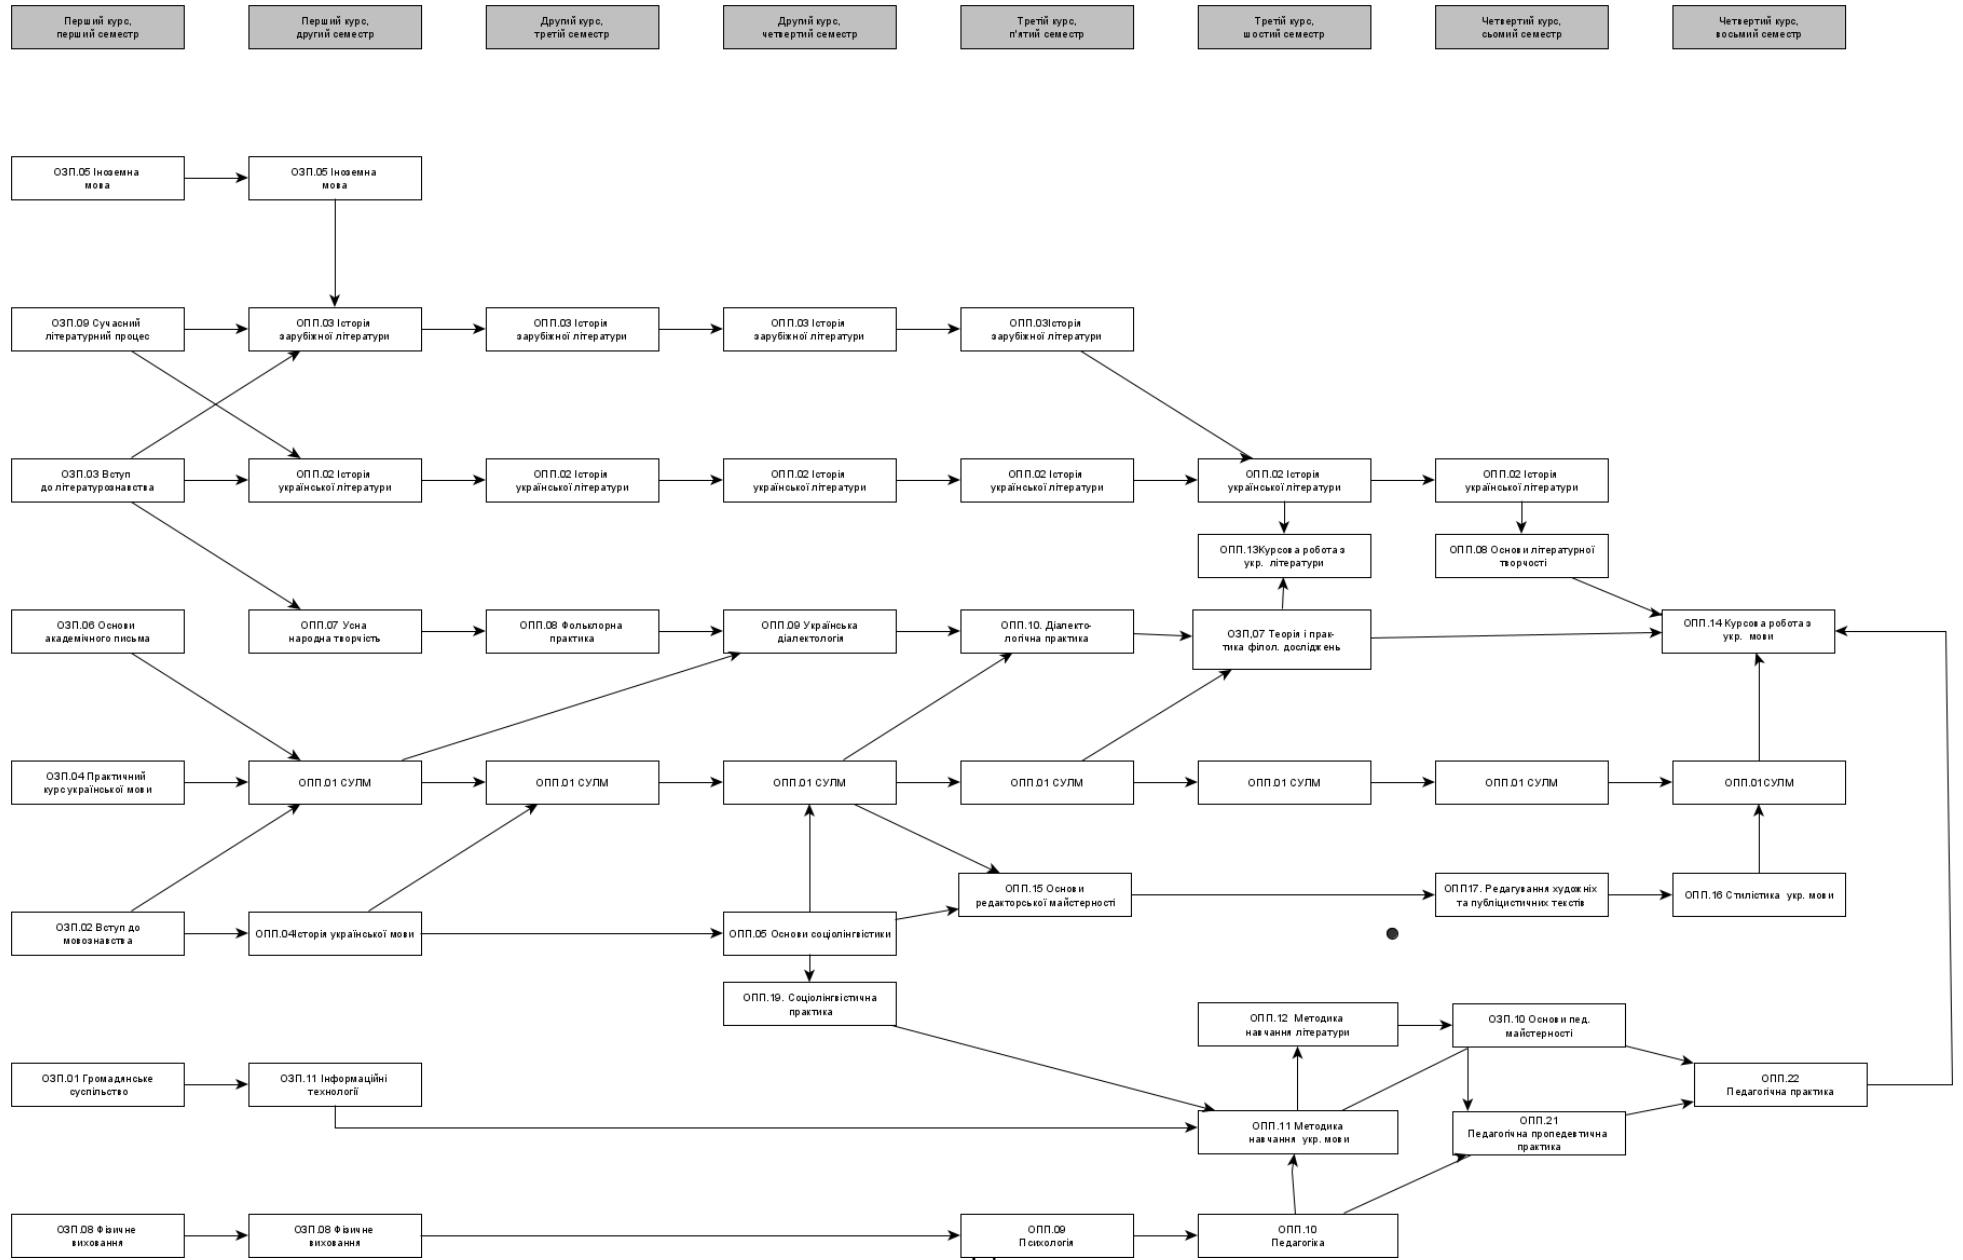 Перший курс,
перший семестр
Перший курс,
другий семестр
Другий курс,
третій семестр
Другий курс,
четвертий семестр
Третій курс,
п'ятий семестр
Третій курс,
шостий семестр
Четвертий курс,
сьомий семестр
Четвертий курс,
восьмий семестр
ОЗП.05 Іноземна
мова
ОЗП.05 Іноземна
мова
ОЗП.09 Сучасний
літературний процес
ОПП.03 Історія
зарубіжної літератури
ОПП.03 Історія
зарубіжної літератури
ОПП.03 Історія
зарубіжної літератури
ОПП.03Історія
зарубіжної літератури
ОЗП.03 Вступ
до літературознавства
ОПП.02 Історія
української літератури
ОПП.02 Історія
української літератури
ОПП.02 Історія
української літератури
ОПП.02 Історія
української літератури
ОПП.02 Історія
української літератури
ОПП.02 Історія
української літератури
ОПП.13Курсова робота з
укр. літератури
ОПП.08 Основи літературної
творчості
ОЗП.06 Основи
академічного письма
ОПП.07 Усна
народна творчість
ОПП.08 Фольклорна
практика
ОПП.09 Українська
діалектологія
ОПП.10. Діалекто-
логічна практика
ОЗП,07 Теорія і прак-
тика філол. досліджень
ОПП.14 Курсова робота з
укр. мови
ОЗП.04 Практичний
курс української мови
ОПП.01 СУЛМ
ОПП.01 СУЛМ
ОПП.01 СУЛМ
ОПП.01 СУЛМ
ОПП.01 СУЛМ
ОПП.01 СУЛМ
ОПП.01СУЛМ
ОПП.15 Основи
редакторської майстерності
ОПП17. Редагування художніх
та публіцистичних текстів
ОПП.16 Стилістика укр. мови
ОЗП.02 Вступ до
мовознавства
ОПП.04Історія української мови
ОПП.05 Основи соціолінгвістики
ОПП.19. Соціолінгвістична
практика
ОПП.12 Методика
навчання літератури
ОЗП.10 Основи пед.
майстерності
ОЗП.01 Громадянське
суспільство
ОЗП.11 Інформаційні
технології
ОПП.22
Педагогічна практика
ОПП.11 Методика
навчання укр. мови
ОПП.21
Педагогічна пропедевтична
практика
ОЗП.08 Фізичне
виховання
ОЗП.08 Фізичне
виховання
ОПП.09
Психологія
ОПП.10
Педагогіка